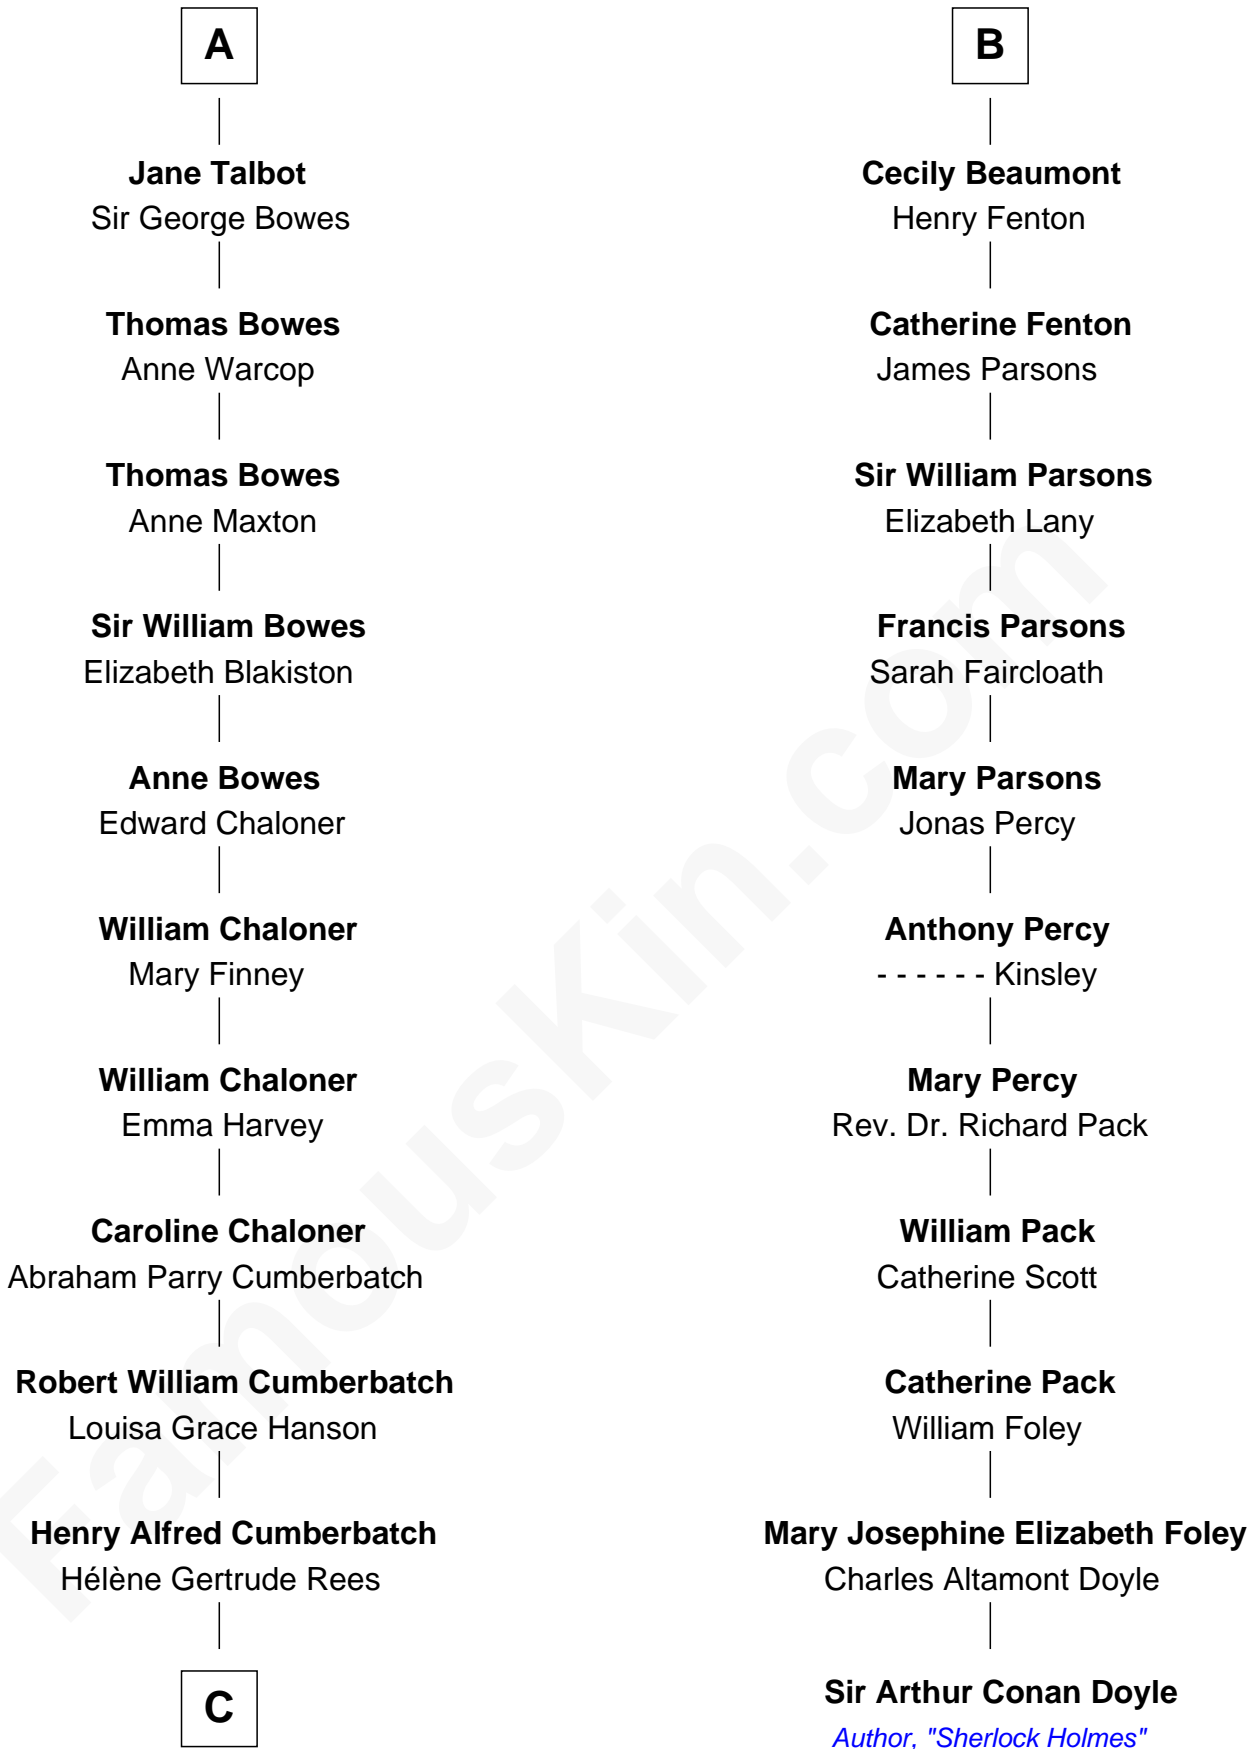 A
Jane Talbot
Sir George Bowes
Thomas Bowes
Anne Warcop
Thomas Bowes
Anne Maxton
Sir William Bowes
Elizabeth Blakiston
Anne Bowes
Edward Chaloner
William Chaloner
Mary Finney
William Chaloner
Emma Harvey
Caroline Chaloner
Abraham Parry Cumberbatch
Robert William Cumberbatch
Louisa Grace Hanson
Henry Alfred Cumberbatch
Hélène Gertrude Rees
C
B
Cecily Beaumont
Henry Fenton
Catherine Fenton
James Parsons
Sir William Parsons
Elizabeth Lany
Francis Parsons
Sarah Faircloath
Mary Parsons
Jonas Percy
Anthony Percy
- - - - - - Kinsley
Mary Percy
Rev. Dr. Richard Pack
William Pack
Catherine Scott
Catherine Pack
William Foley
Mary Josephine Elizabeth Foley
Charles Altamont Doyle
Sir Arthur Conan Doyle
Author, "Sherlock Holmes"
FamousKin.com